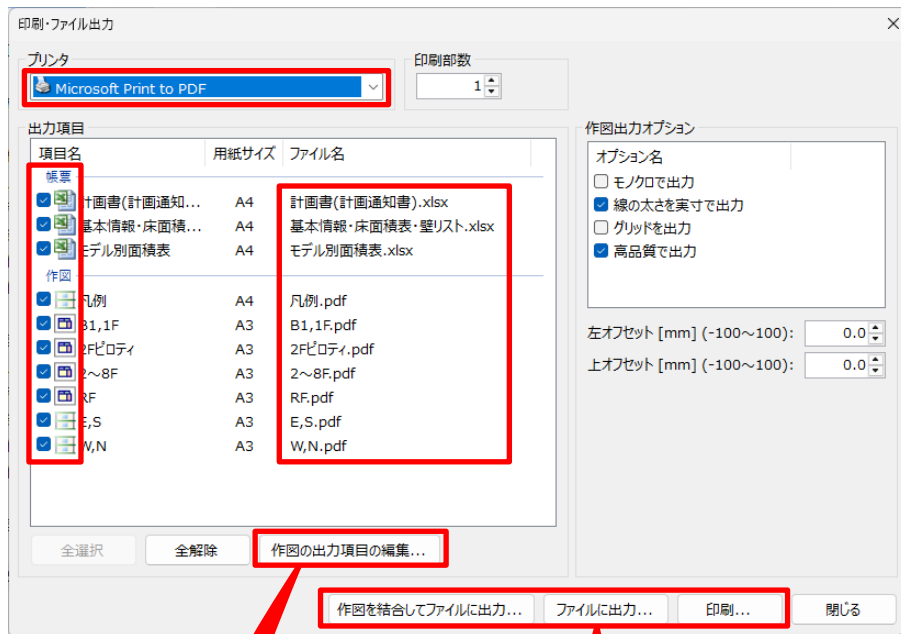 印刷・ファイル出力
プリンタ
印刷部数
Microsoft Print to PDF
1
出力項目
項目名 用紙サイズ ファイル名
帳票
計画書(計画通知... A4 計画書(計画通知書).xlsx
基本情報・床面積... A4 基本情報・床面積表・壁リスト.xlsx
モデル別面積表 A4 モデル別面積表.xlsx
作図
凡例 A4 凡例.pdf
B1,1F A3 B1,1F.pdf
2Fピロティ A3 2Fピロティ.pdf
2～8F A3 2～8F.pdf
RF A3 RF.pdf
E,S A3 E,S.pdf
W,N A3 W,N.pdf
全選択 全解除 作図の出力項目の編集...
作図出力オプション
オプション名
モノクロで出力
線の太さを実寸で出力
グリッドを出力
高品質で出力
左オフセット [mm] (-100～100): 0.0
上オフセット [mm] (-100～100): 0.0
作図を結合してファイルに出力... ファイルに出力... 印刷... 閉じる